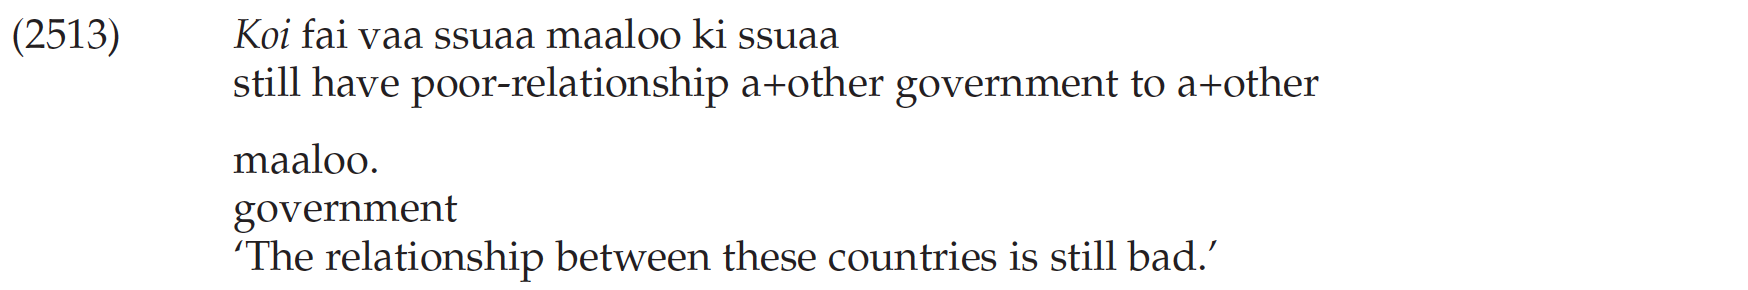 (2513) Koi fai vaa ssuaa maaloo ki ssuaa
still have poor-relationship a+other government to a+other
maaloo.
government
‘The relationship between these countries is still bad.’